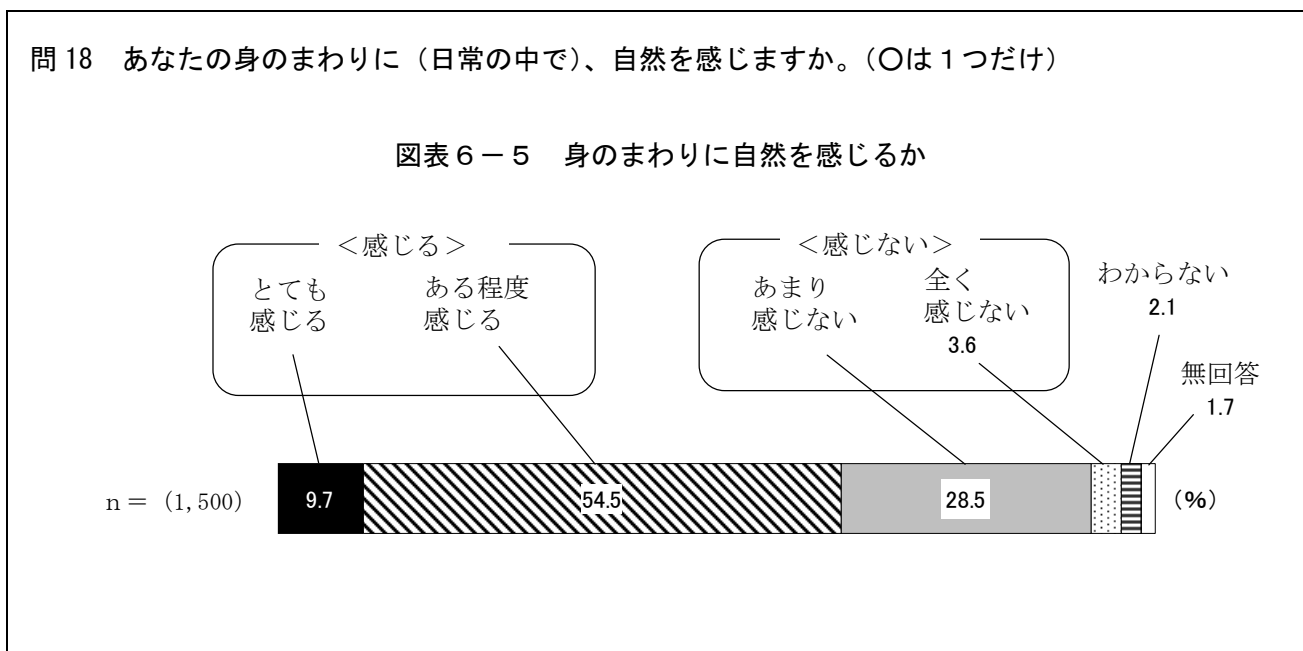 問18 あなたの身のまわりに（日常の中で）、自然を感じますか。（○は１つだけ）
図表６－５ 身のまわりに自然を感じるか
＜感じる＞
とても
感じる
ある程度
感じる
＜感じない＞
あまり
感じない
全く
感じない
3.6
わからない
2.1
無回答
1.7
n＝(1,500)
9.7
54.5
28.5
(％)